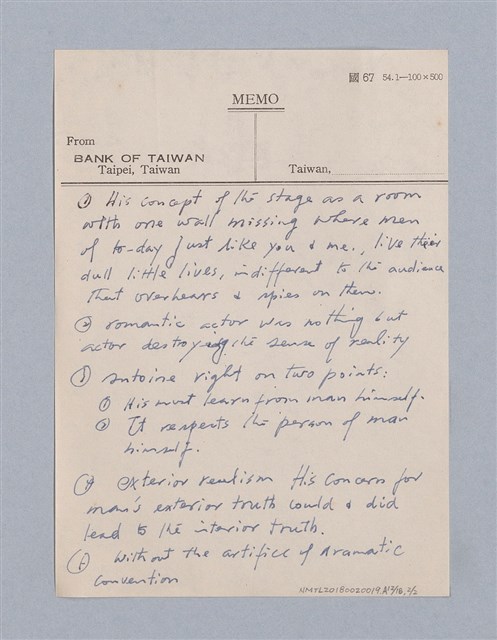 國 67 54.1—100×500
MEMO
From
BANK OF TAIWAN
Taipei, Taiwan
Taiwan,
① His concept of the stage as a room
with one wall missing where men
of to-day just like you & me., live their
dull little lives, indifferent to the audience
that overhears & spies on them.
② romantic actor was nothing but
actor destroying the sense of reality
③ Antoine right on two points:
① His must learn from man himself.
② It respects the person of man
himself.
④ exterior realism His concern for
man's exterior truth could & did
lead to the interior truth.
without the artifice of dramatic
convention
NMTL20180020019.A